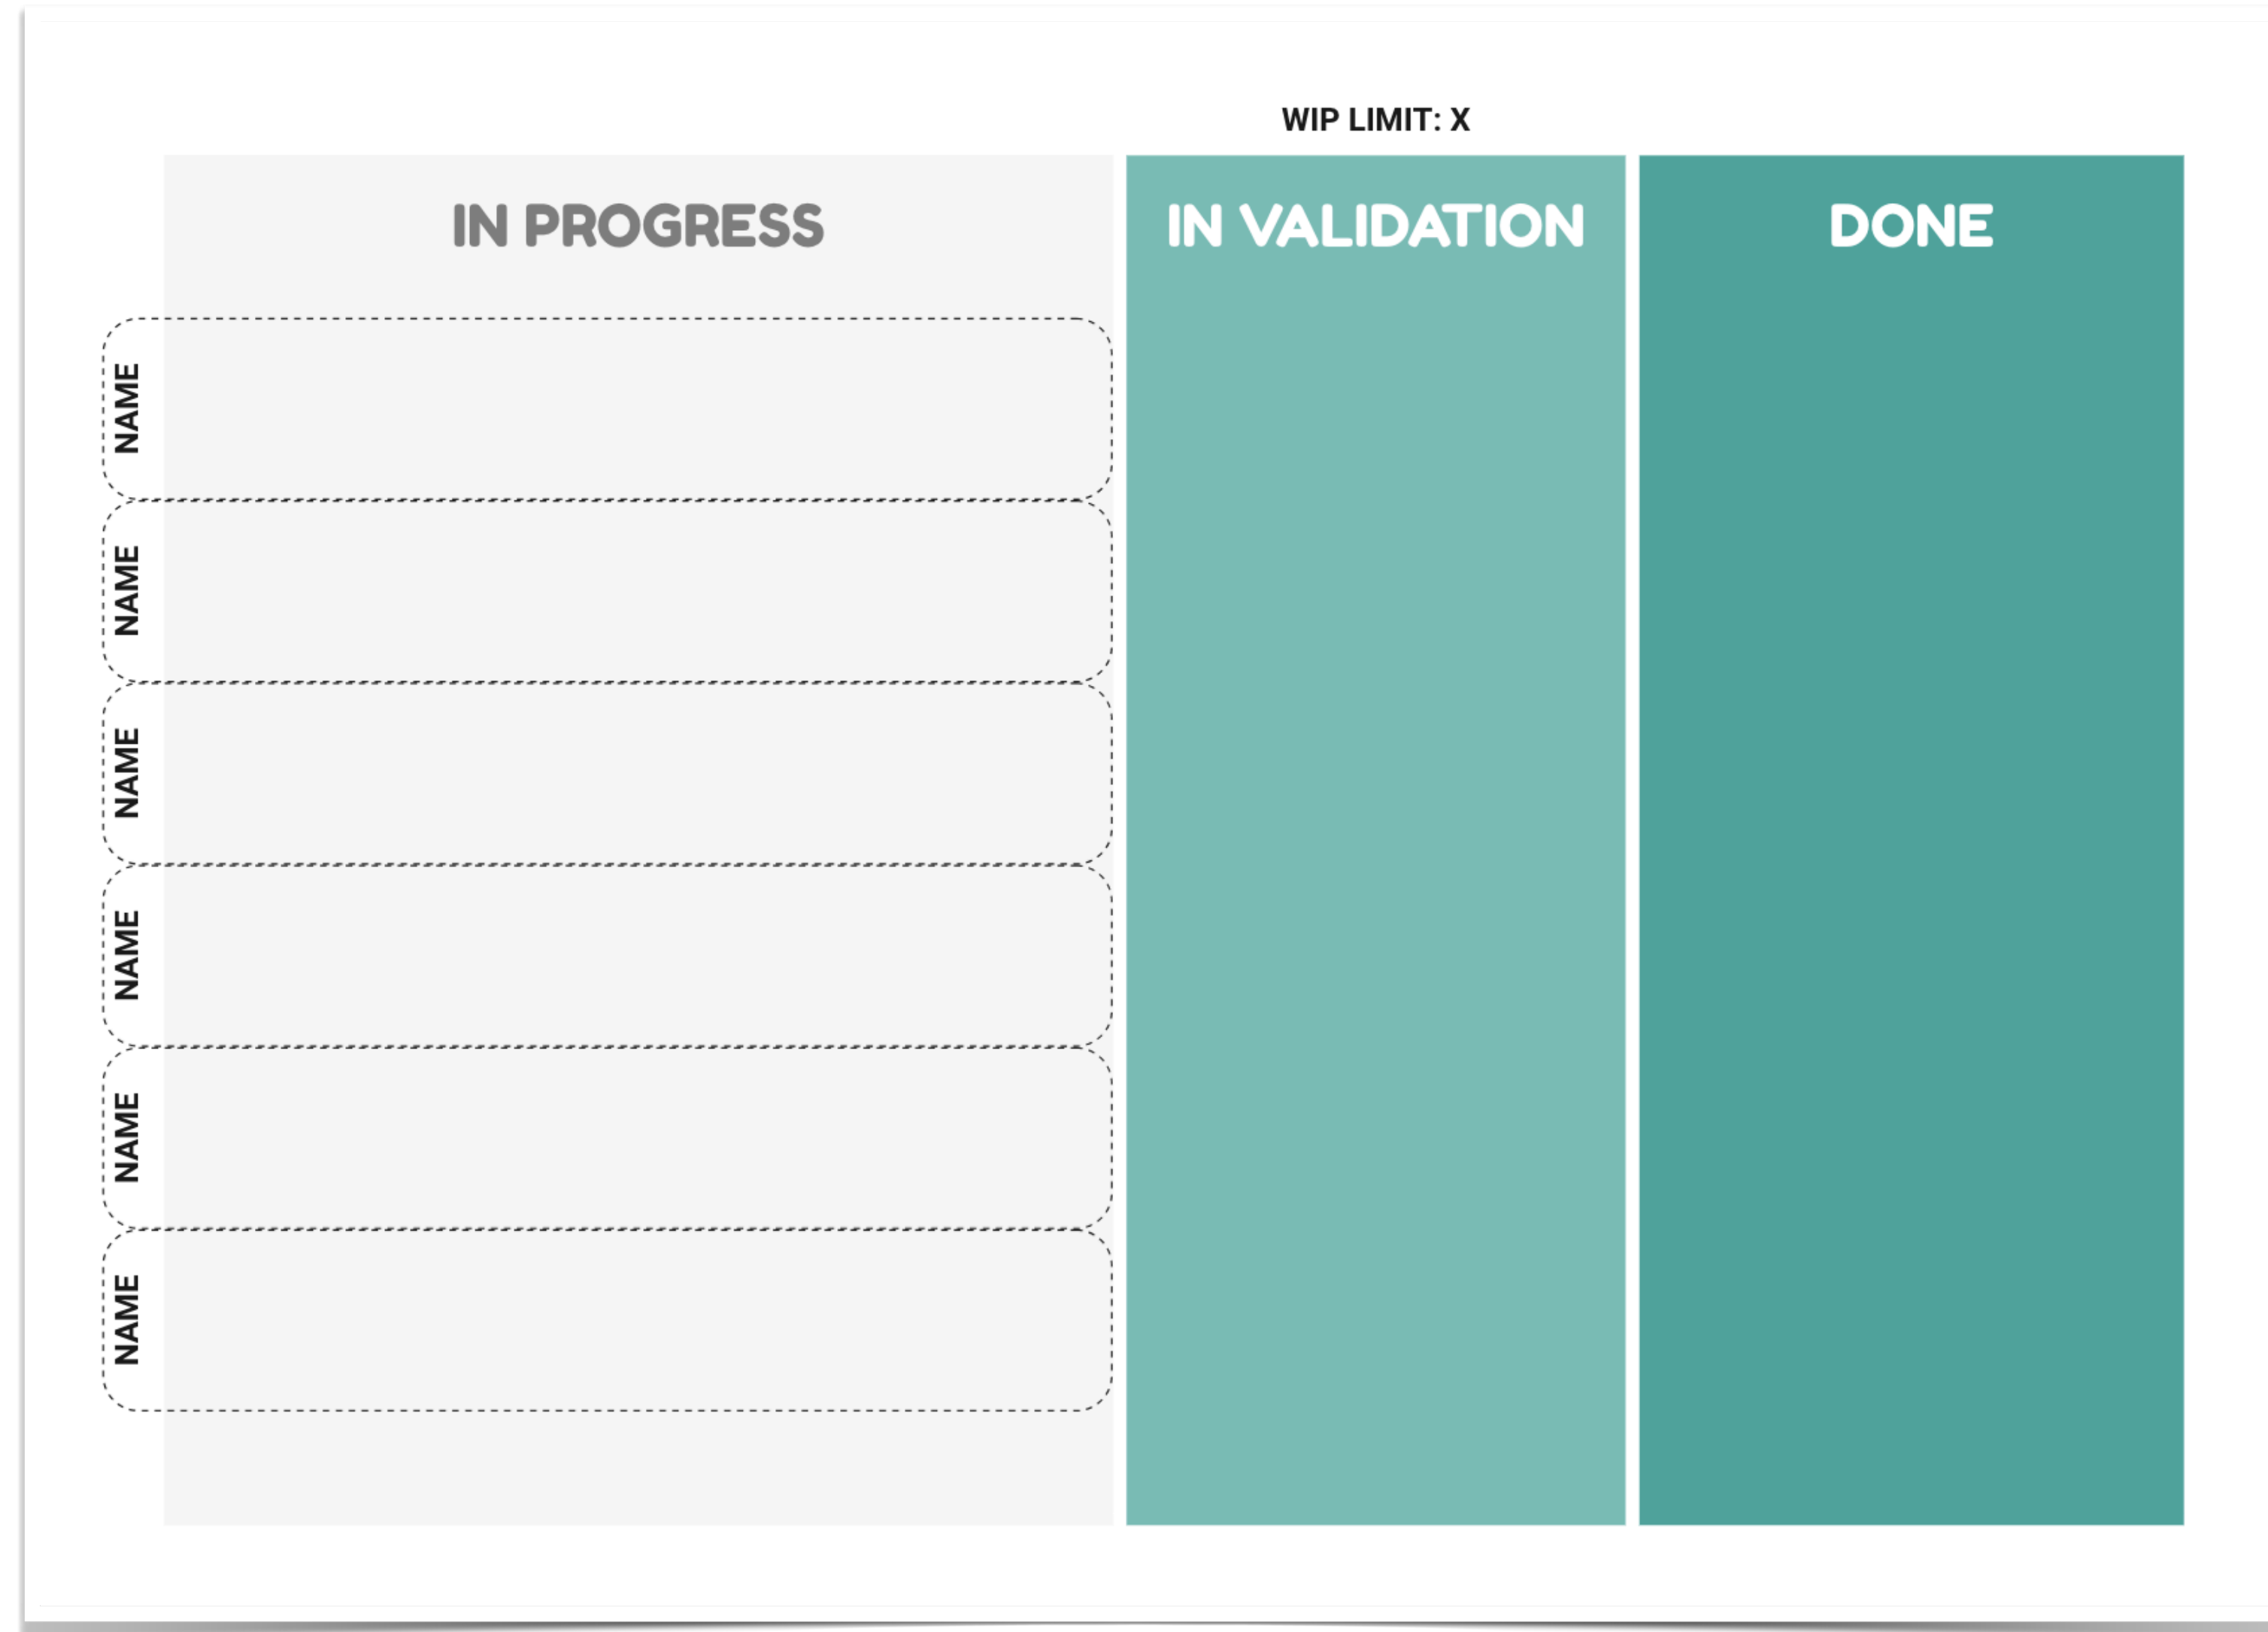 WIP LIMIT: X
IN PROGRESS
IN VALIDATION
DONE
NAME
NAME
NAME
NAME
NAME
NAME